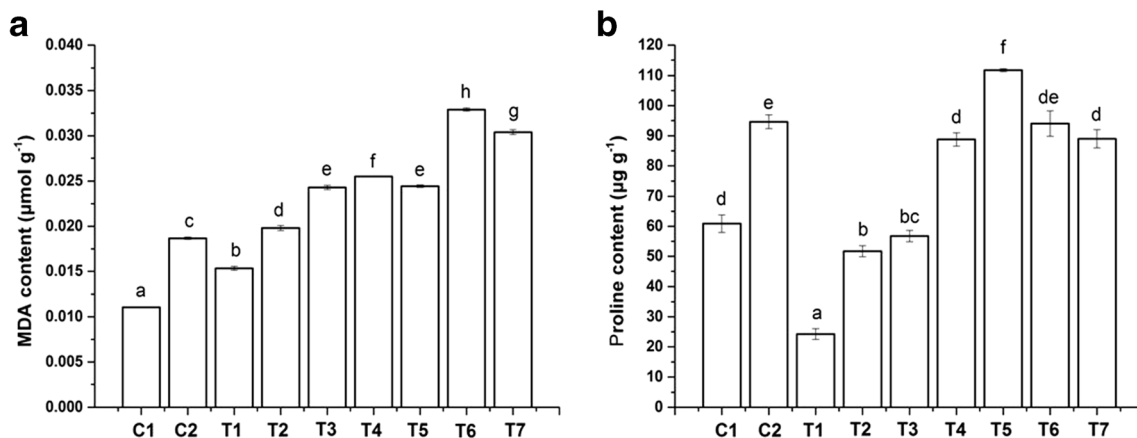 a
MDA content (µmol g⁻¹)
0.040
0.035
0.030
0.025
0.020
0.015
0.010
0.005
0.000
a
c
b
d
e
f
e
h
g
C1 C2 T1 T2 T3 T4 T5 T6 T7
b
Proline content (µg g⁻¹)
120
110
100
90
80
70
60
50
40
30
20
10
0
d
e
a
b
bc
d
f
de
d
C1 C2 T1 T2 T3 T4 T5 T6 T7